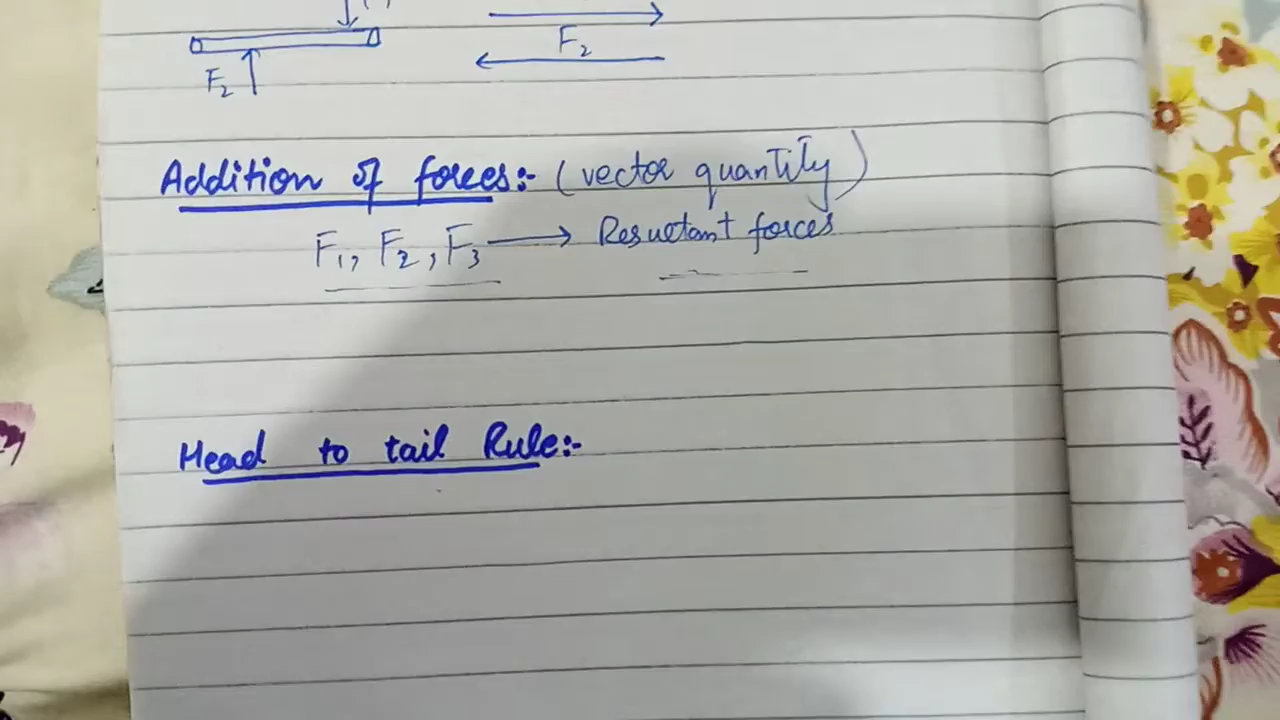 F2
F2
Addition of forces:- (vector quantity)
F1, F2, F3 → Resultant forces
Head to tail Rule:-